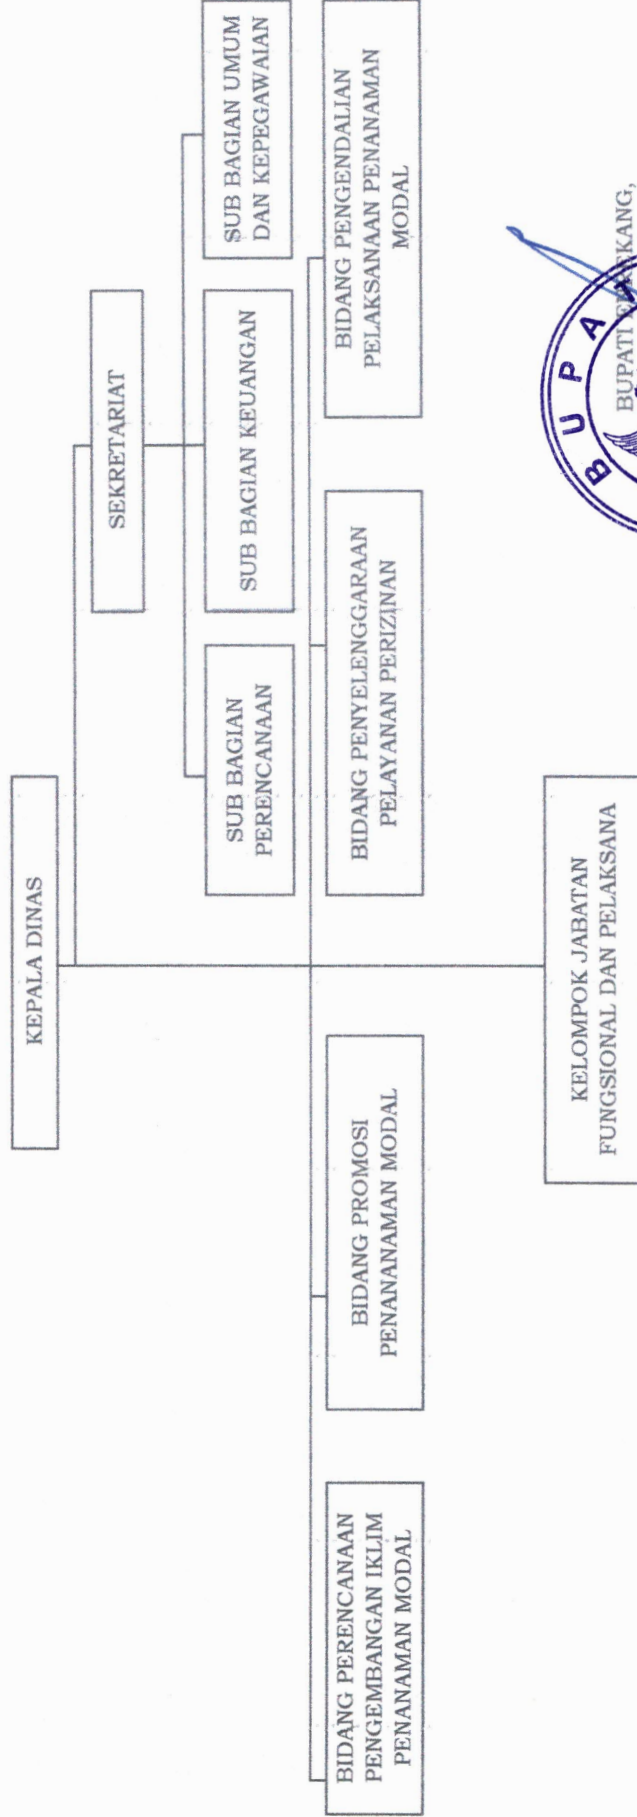 KEPALA DINAS
SEKRETARIAT
SUB BAGIAN
PERENCANAAN
SUB BAGIAN KEUANGAN
SUB BAGIAN UMUM
DAN KEPEGAWAIAN
BIDANG PERENCANAAN
PENGEMBANGAN IKLIM
PENANAMAN MODAL
BIDANG PROMOSI
PENANANAMAN MODAL
BIDANG PENYELENGGARAAN
PELAYANAN PERIZINAN
BIDANG PENGENDALIAN
PELAKSANAAN PENANAMAN
MODAL
KELOMPOK JABATAN
FUNGSIONAL DAN PELAKSANA
BUPATI ENREKANG,
BUPA